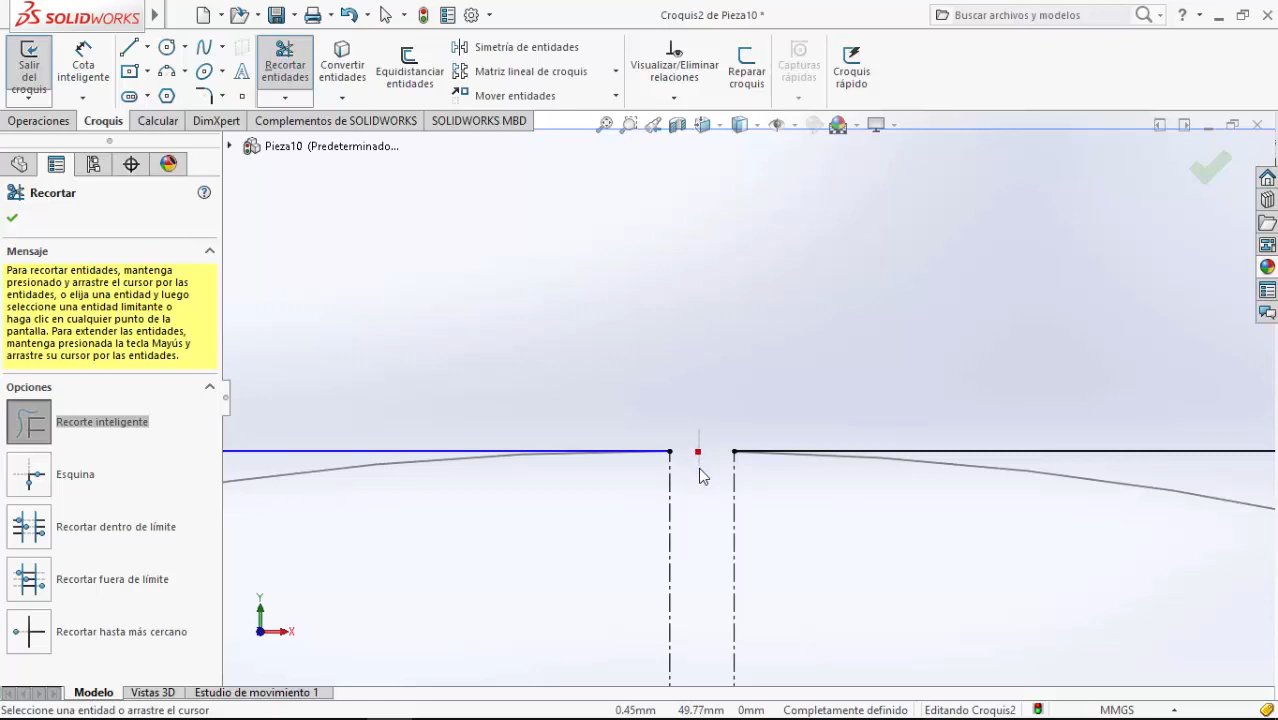 SOLIDWORKS
Croquis2 de Pieza10 *
Buscar archivos y modelos
Salir del croquis
Cota inteligente
Recortar entidades
Convertir entidades
Equidistanciar entidades
Simetría de entidades
Matriz lineal de croquis
Mover entidades
Visualizar/Eliminar relaciones
Reparar croquis
Capturas rápidas
Croquis rápido
Operaciones
Croquis
Calcular
DimXpert
Complementos de SOLIDWORKS
SOLIDWORKS MBD
Pieza10 (Predeterminado...
Recortar
Mensaje
Para recortar entidades, mantenga
presionado y arrastre el cursor por las
entidades, o elija una entidad y luego
seleccione una entidad limitante o
haga clic en cualquier punto de la
pantalla. Para extender las entidades,
mantenga presionada la tecla Mayús y
arrastre su cursor por las entidades.
Opciones
Recorte inteligente
Esquina
Recortar dentro de límite
Recortar fuera de límite
Recortar hasta más cercano
Y
X
Modelo
Vistas 3D
Estudio de movimiento 1
Seleccione una entidad o arrastre el cursor
0.45mm
49.77mm
0mm
Completamente definido
Editando Croquis2
MMGS